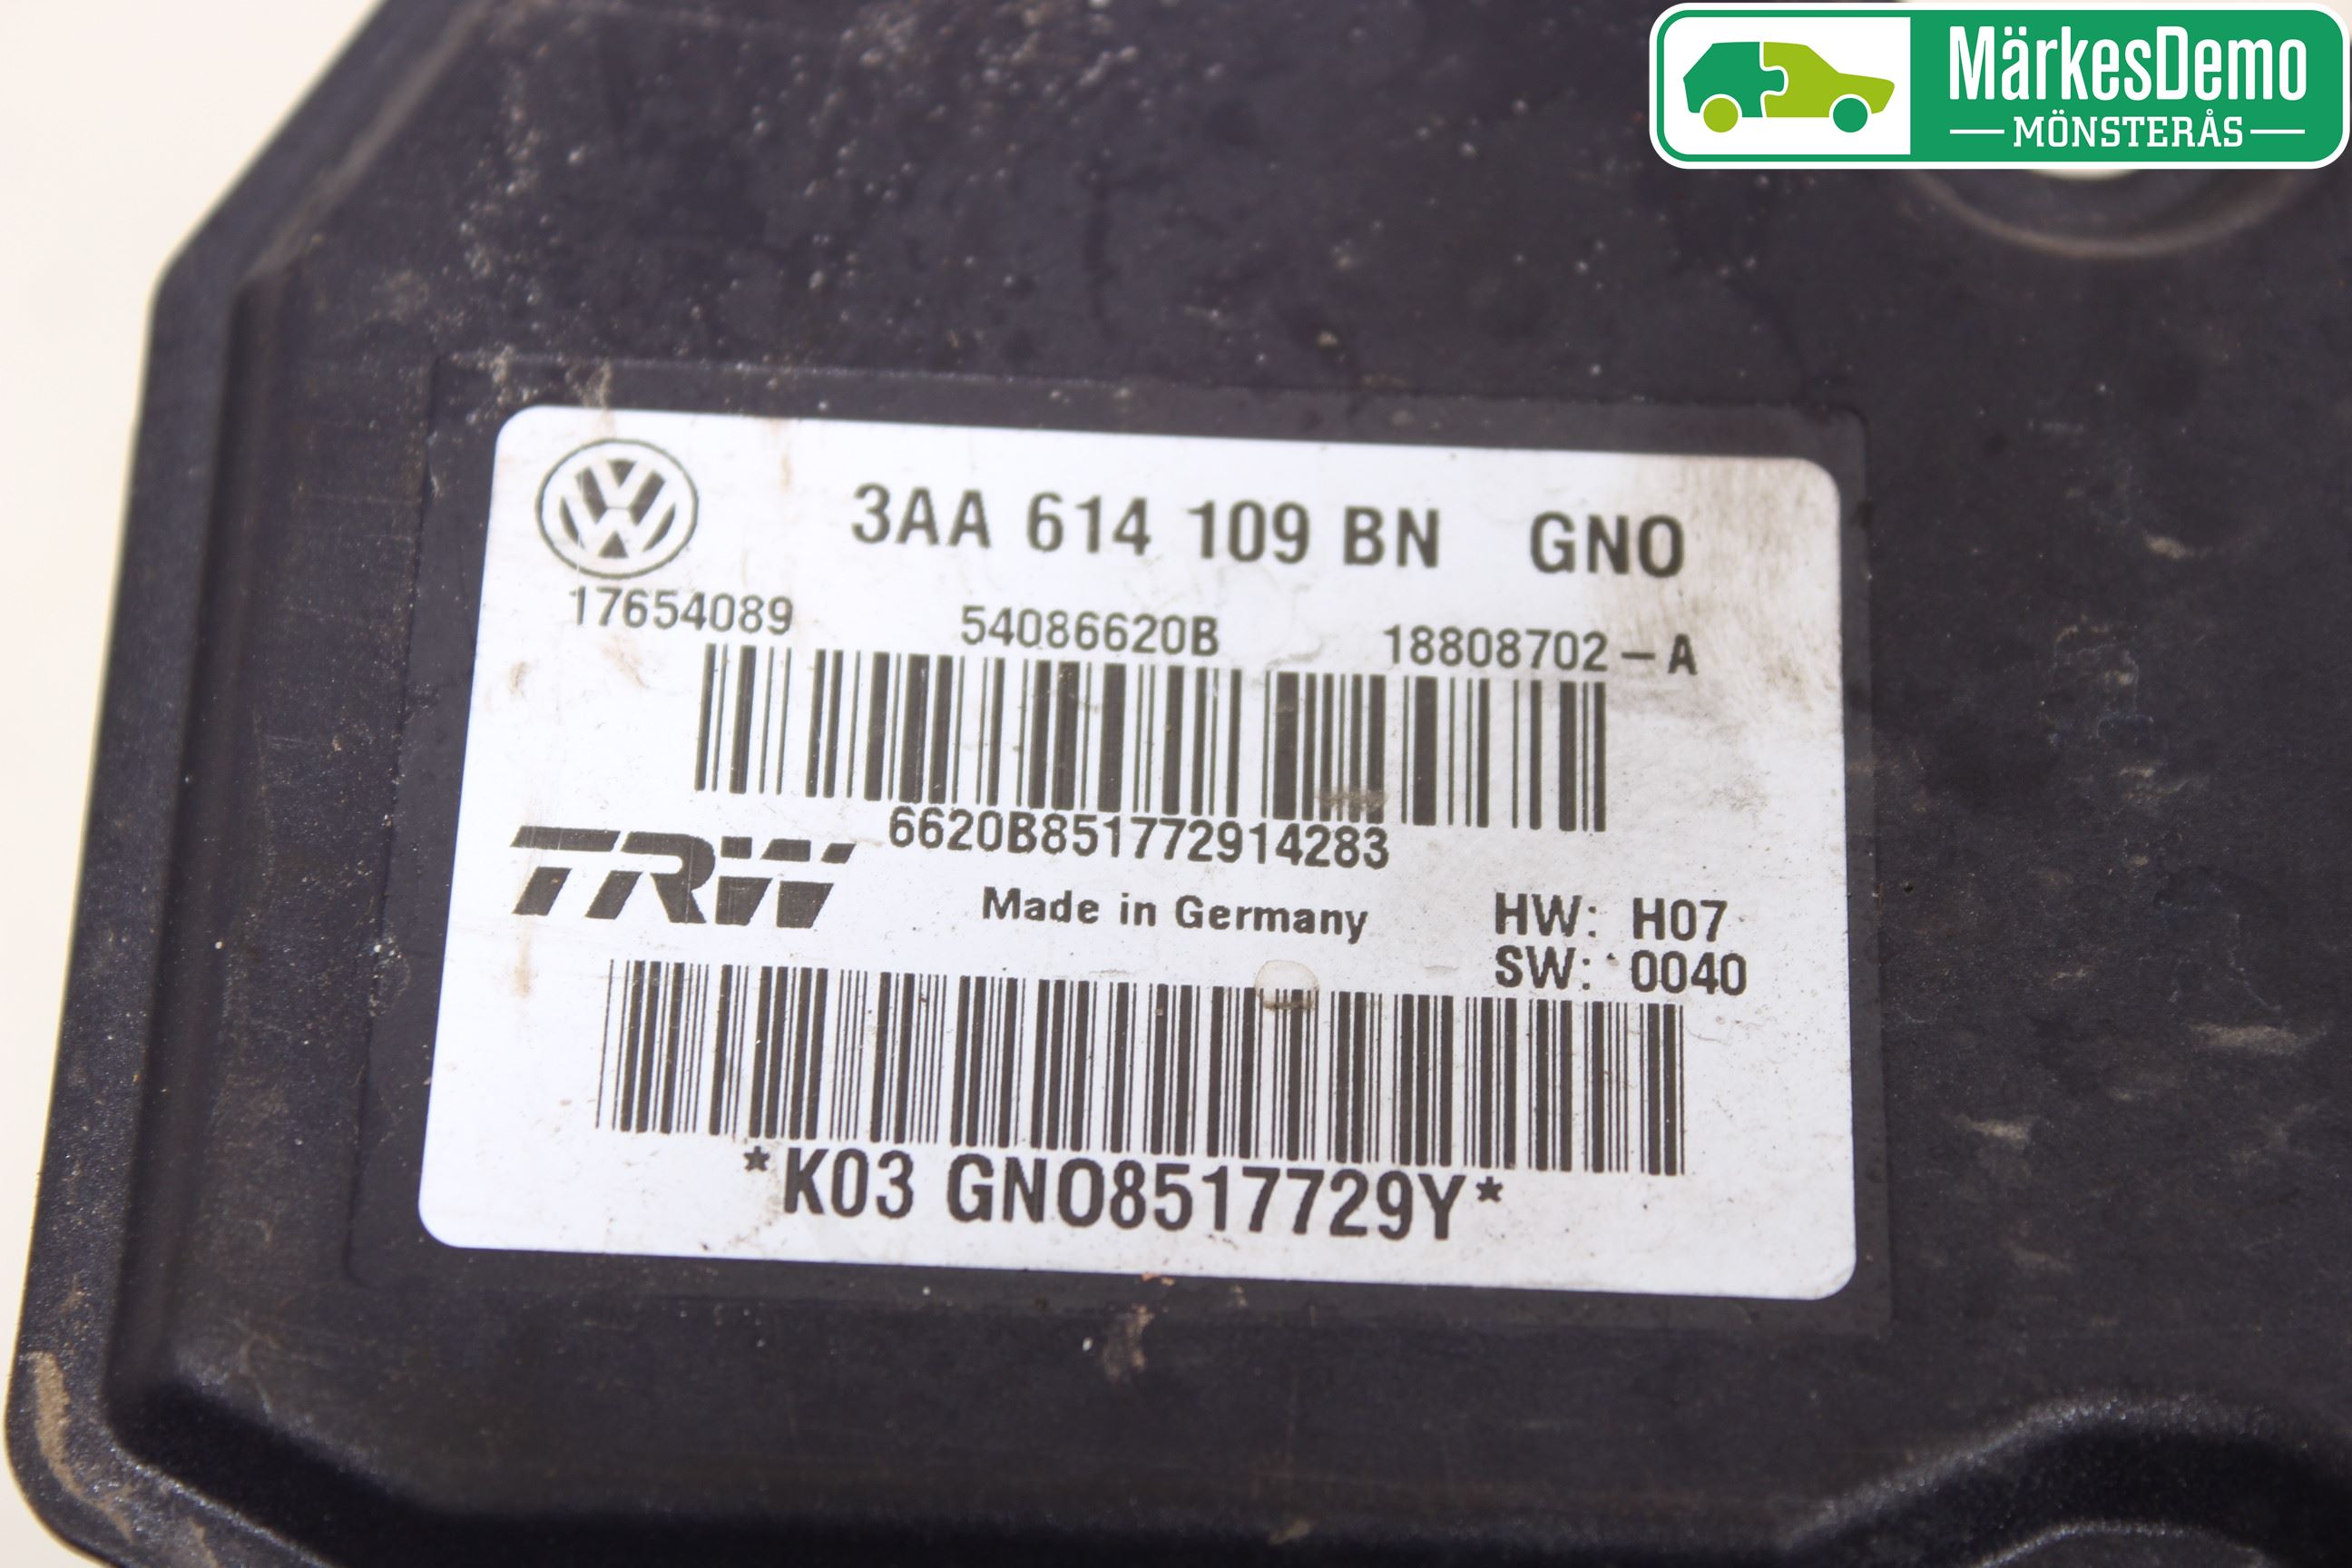 MärkesDemo
MÖNSTERÅS
3AA 614 109 BN GNO
17654089 54086620B 18808702-A
6620B851772914283
TRW
Made in Germany
HW: H07
SW: 0040
*K03 GNO8517729Y*